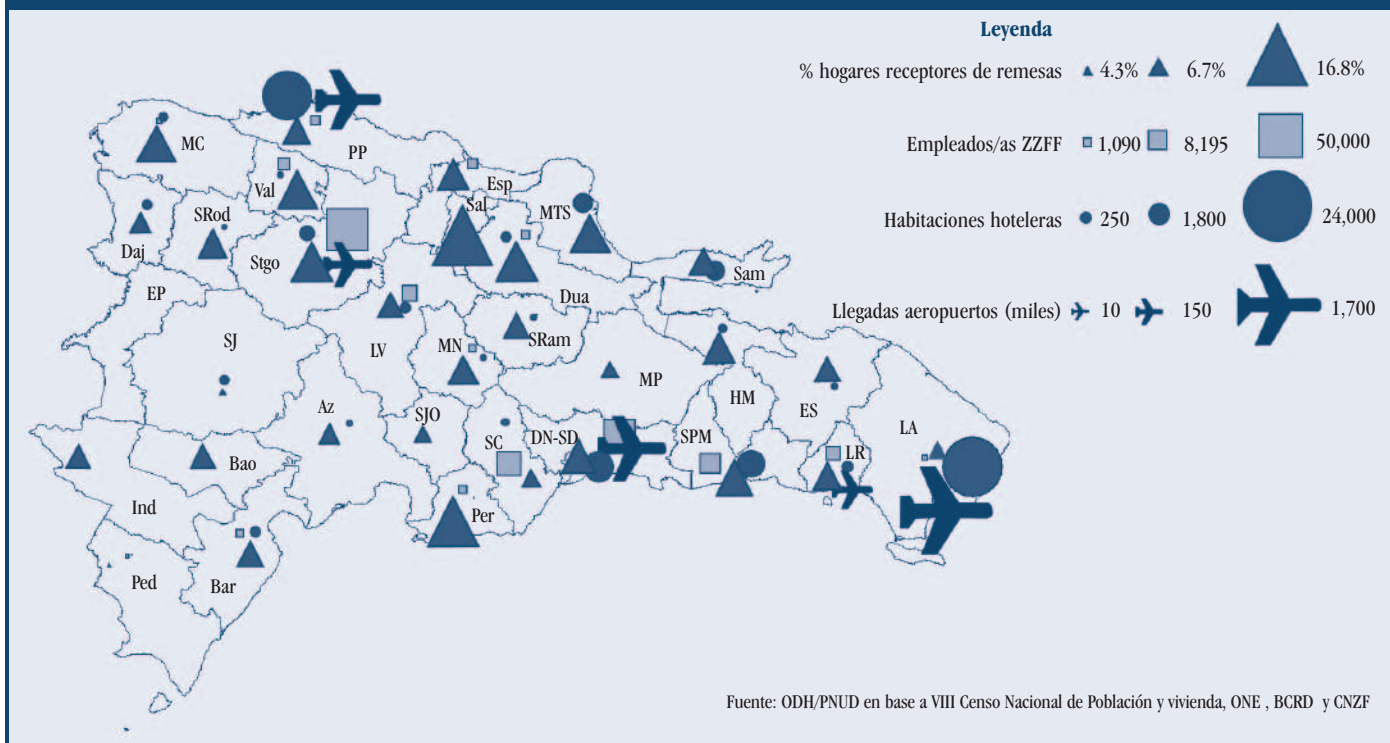 Leyenda
% hogares receptores de remesas 4.3% 6.7% 16.8%
Empleados/as ZZFF 1,090 8,195 50,000
Habitaciones hoteleras 250 1,800 24,000
Llegadas aeropuertos (miles) 10 150 1,700
MC
PP
Val
Esp
SRod
Sal
MTS
Daj
Stgo
Dua
Sam
EP
SJ
LV
MN
SRam
MP
HM
ES
Az
SJO
SC
DN-SD
SPM
LR
LA
Bao
Ind
Per
Ped
Bar
Fuente: ODH/PNUD en base a VIII Censo Nacional de Población y vivienda, ONE , BCRD y CNZF